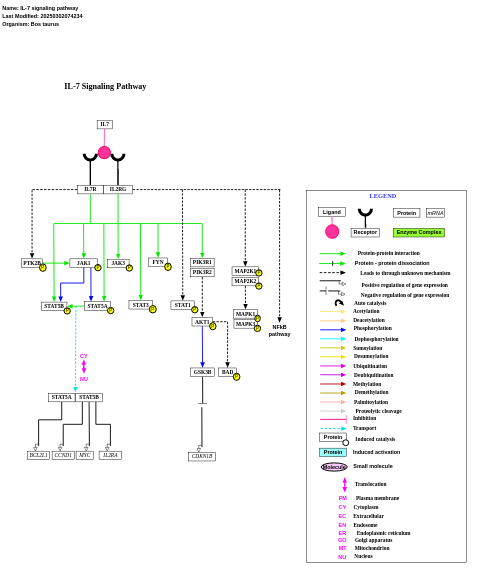 Name: IL-7 signaling pathway
Last Modified: 20250302074234
Organism: Bos taurus
IL-7 Signaling Pathway
IL7
IL7R IL2RG
PTK2B P JAK1 P JAK3 P FYN P PIK3R1
PIK3R2
MAP2K1 P
MAP2K2 P
STAT5B P STAT5A P STAT3 P STAT1 P
AKT1 P
MAPK1 P
MAPK3 P
NFkB
pathway
CY
NU
GSK3B BAD P
STAT5A STAT5B
BCL2L1 CCND1 MYC IL2RA CDKN1B
LEGEND
Ligand Protein mRNA
Receptor Enzyme Complex
Protein-protein interaction
Protein - protein dissociation
Leads to through unknown mechanism
Positive regulation of gene expression
Negative regulation of gene expression
Auto catalysis
Acetylation
Deacetylation
Phosphorylation
Dephosphorylation
Sumoylation
Desumoylation
Ubiquitination
Deubiquitination
Methylation
Demethylation
Palmitoylation
Proteolytic cleavage
Inhibition
Transport
Protein Induced catalysis
Protein Induced activation
Molecule Small molecule
Translocation
PM Plasma membrane
CY Cytoplasm
EC Extracellular
EN Endosome
ER Endoplasmic reticulum
GO Golgi apparatus
MT Mitochondrion
NU Nucleus